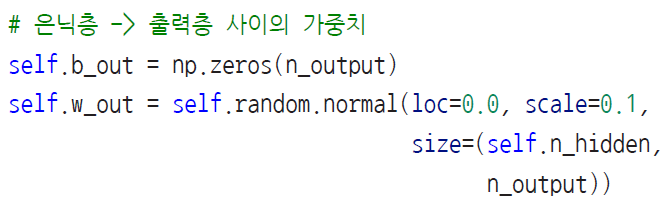 # 은닉층 -> 출력층 사이의 가중치
self.b_out = np.zeros(n_output)
self.w_out = self.random.normal(loc=0.0, scale=0.1,
size=(self.n_hidden,
n_output))